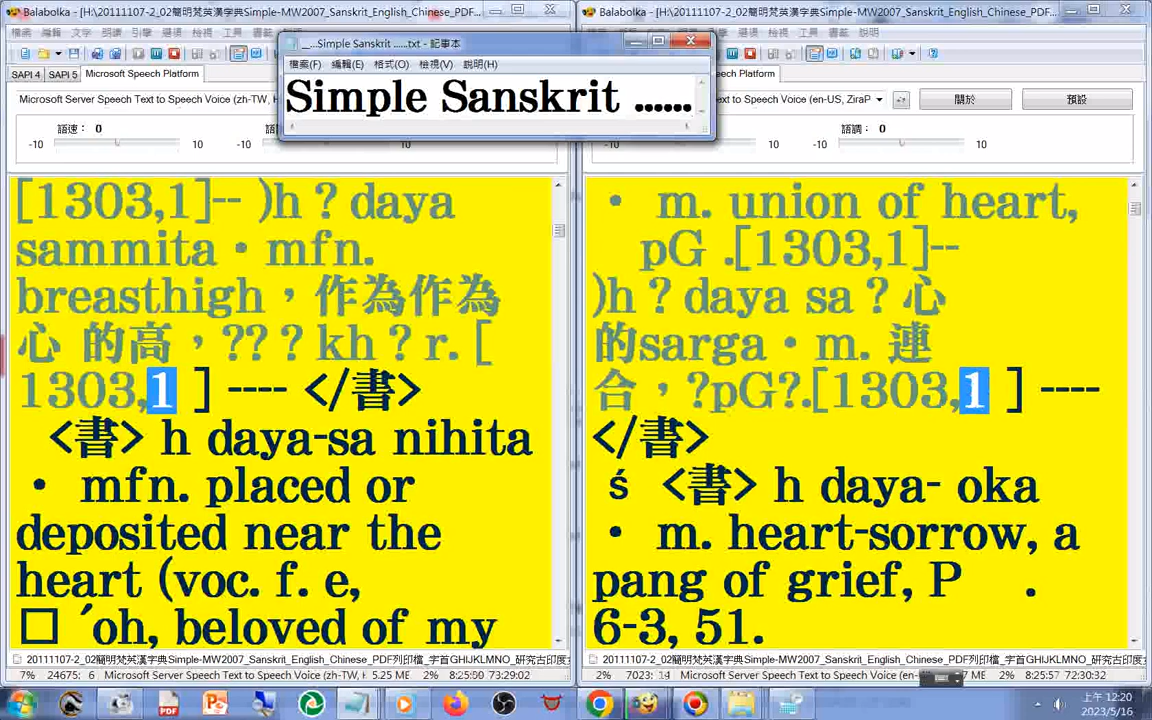 Balabolka - [H:\20111107-2_02簡明梵英漢字典Simple-MW2007_Sanskrit_English_Chinese_PDF...
SAPI 4 SAPI 5 Microsoft Speech Platform
Microsoft Server Speech Text to Speech Voice (zh-TW, H
語速： 0
-10 10 -10 10
[1303,1]-- )h？daya
sammita・mfn.
breasthigh，作為作為
心 的高，??？kh？r. [
1303,1 ] ---- </書>
<書> h daya-sa nihita
• mfn. placed or
deposited near the
heart (voc. f. e,
□ ´oh, beloved of my
20111107-2_02簡明梵英漢字典Simple-MW2007_Sanskrit_English_Chinese_PDF列印檔_字首GHIJKLMNO_研究古印度
7% 24675: 6 Microsoft Server Speech Text to Speech Voice (zh-TW, 5.25 MB 2% 8:25:50 73:29:02
__...Simple Sanskrit ......txt - 記事本
檔案(F) 編輯(E) 格式(O) 檢視(V) 說明(H)
Simple Sanskrit ......
Balabolka - [H:\20111107-2_02簡明梵英漢字典Simple-MW2007_Sanskrit_English_Chinese_PDF...
eech Platform
ext to Speech Voice (en-US, ZiraP 關於 預設
語調： 0
-10 10
• m. union of heart,
pG .[1303,1]--
)h？daya sa？心
的sarga・m. 連
合，?pG?.[1303,1 ] ----
</書>
ś <書> h daya- oka
• m. heart-sorrow, a
pang of grief, P .
6-3, 51.
20111107-2_02簡明梵英漢字典Simple-MW2007_Sanskrit_English_Chinese_PDF列印檔_字首GHIJKLMNO_研究古印度
2% 7023: 14 Microsoft Server Speech Text to Speech Voice MB 2% 8:25:57 72:30:32
上午 12:20
2023/5/16